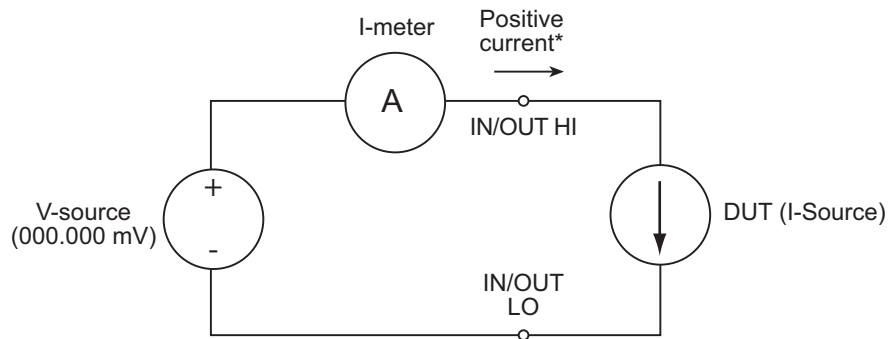 I-meter
Positive
current*
A
IN/OUT HI
+
V-source
(000.000 mV)
-
DUT (I-Source)
IN/OUT
LO